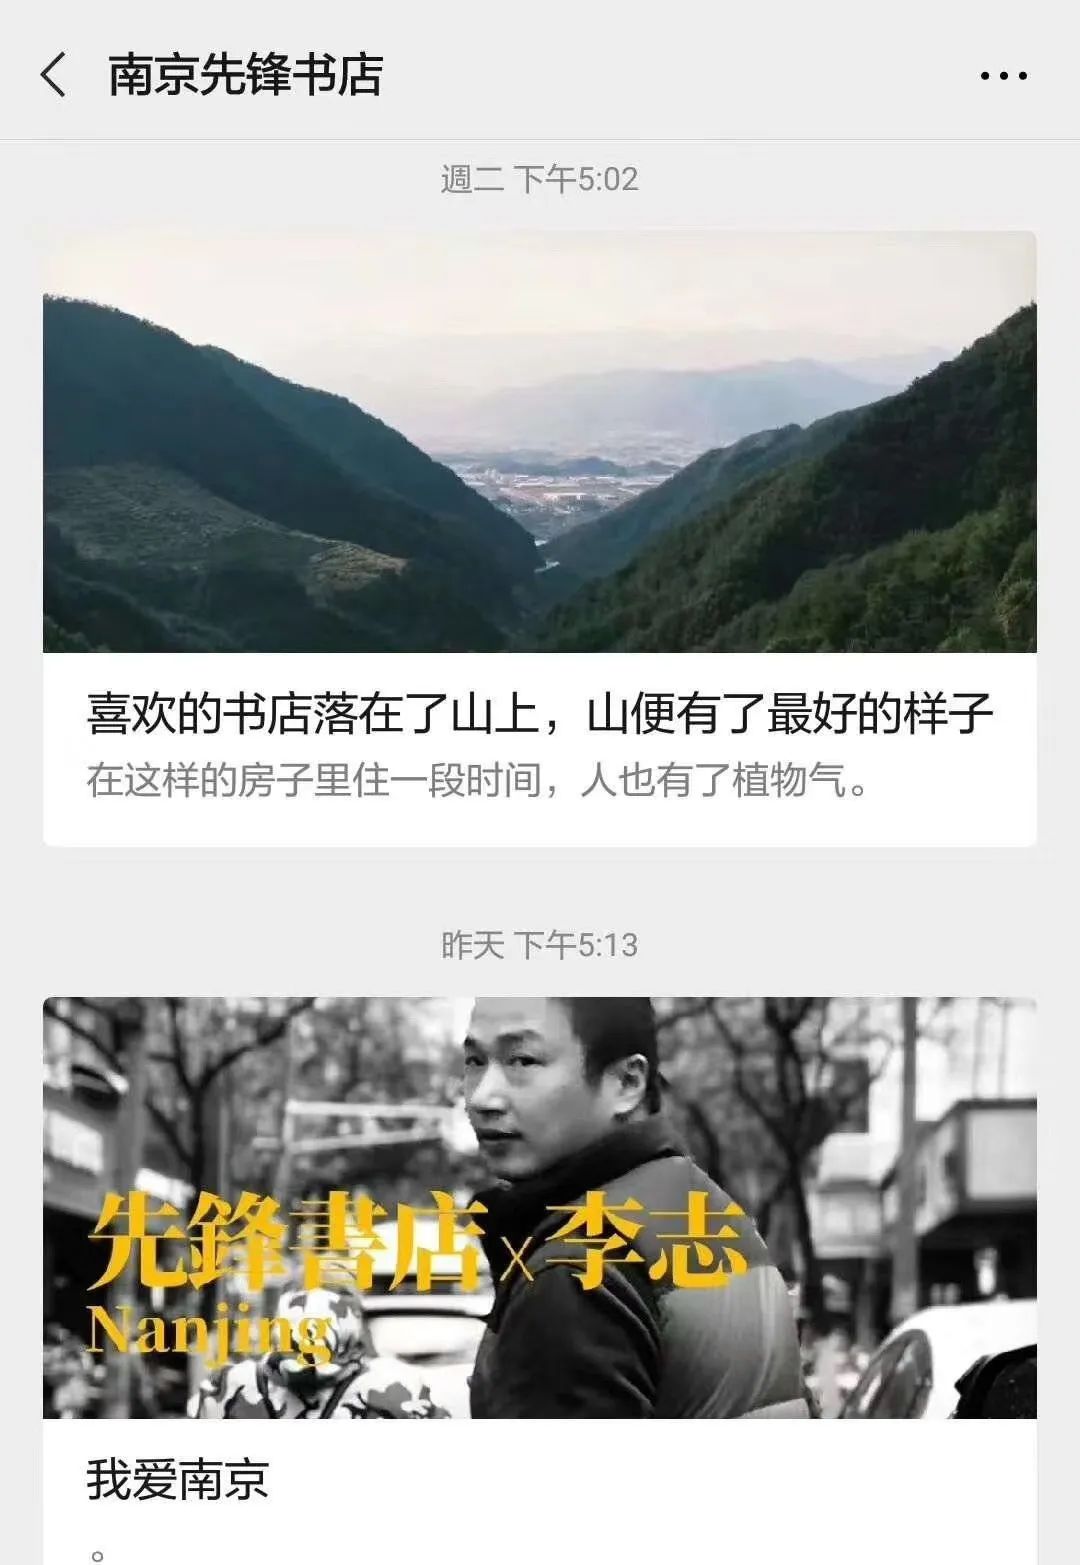 南京先锋书店
週二 下午5:02
喜欢的书店落在了山上，山便有了最好的样子
在这样的房子里住一段时间，人也有了植物气。
昨天 下午5:13
先鋒書店x李志
Nanjing
我爱南京
。